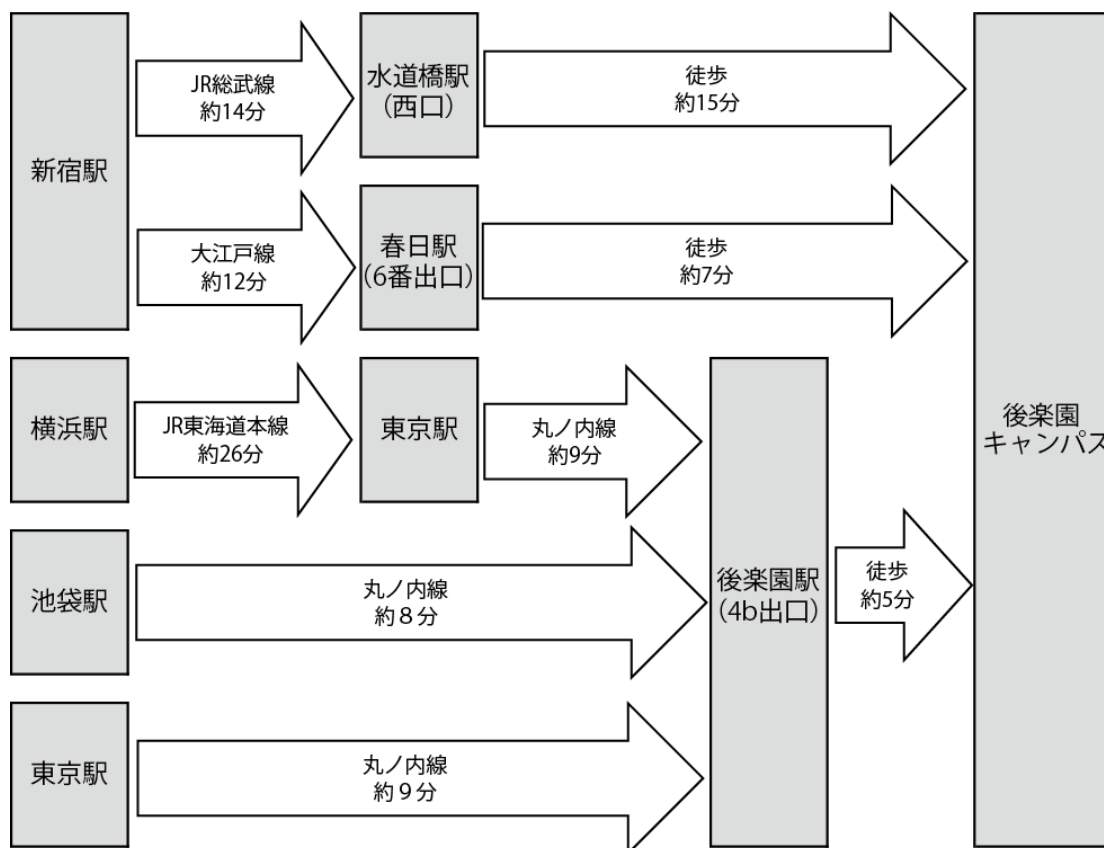 新宿駅
JR総武線
約14分
水道橋駅
（西口）
徒歩
約15分
大江戸線
約12分
春日駅
（6番出口）
徒歩
約7分
横浜駅
JR東海道本線
約26分
東京駅
丸ノ内線
約9分
池袋駅
丸ノ内線
約８分
東京駅
丸ノ内線
約９分
後楽園駅
（4b出口）
徒歩
約5分
後楽園
キャンパス